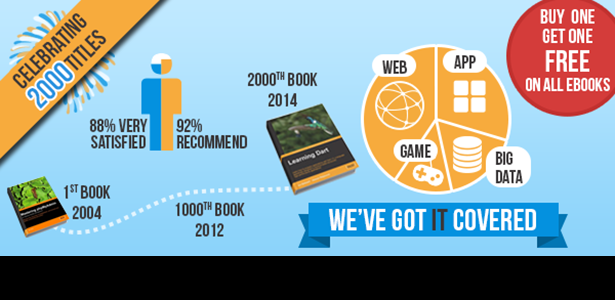 CELEBRATING
2000 TITLES
88% VERY
SATISFIED
92%
RECOMMEND
1ST BOOK
2004
1000TH BOOK
2012
2000TH BOOK
2014
Learning Dart
WEB
APP
GAME
BIG
DATA
WE'VE GOT IT COVERED
BUY ONE
GET ONE
FREE
ON ALL EBOOKS